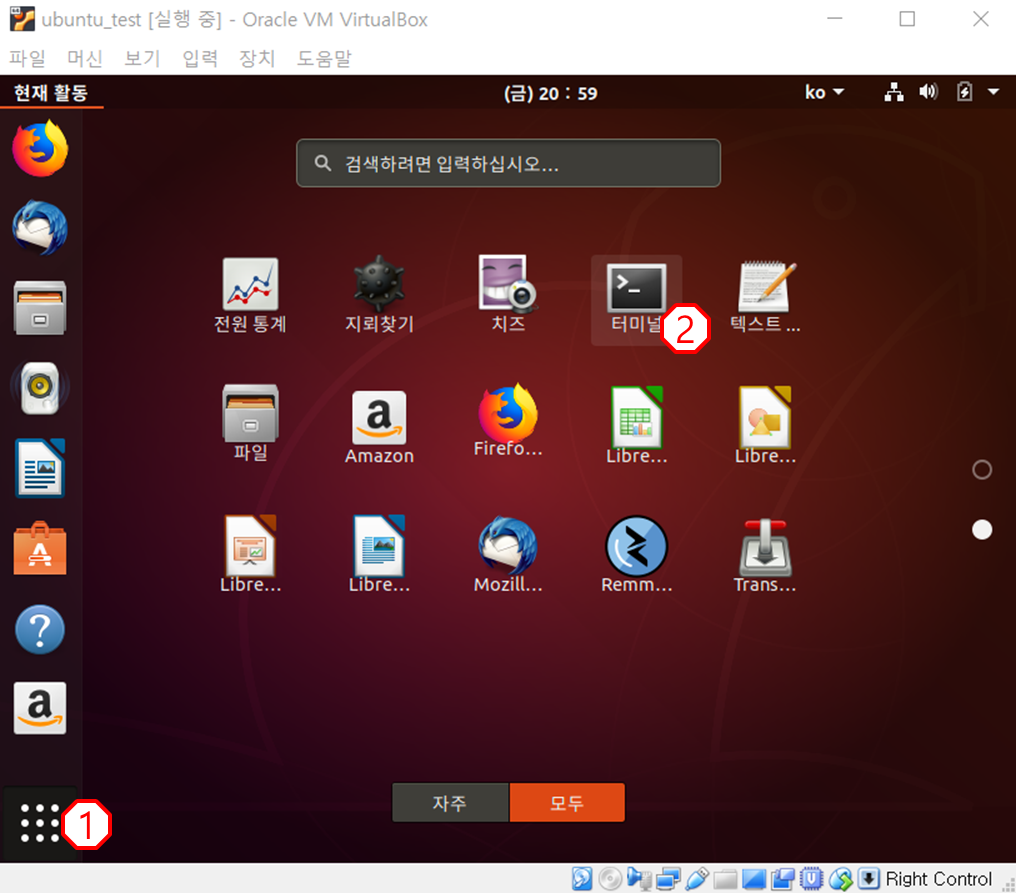 ubuntu_test [실행 중] - Oracle VM VirtualBox
파일 머신 보기 입력 장치 도움말
현재 활동 (금) 20 : 59 ko
검색하려면 입력하십시오...
전원 통계 지뢰찾기 치즈 터미널 텍스트 ...
2
파일 Amazon Firefo... Libre... Libre...
Libre... Libre... Mozill... Remm... Trans...
자주 모두
1
Right Control